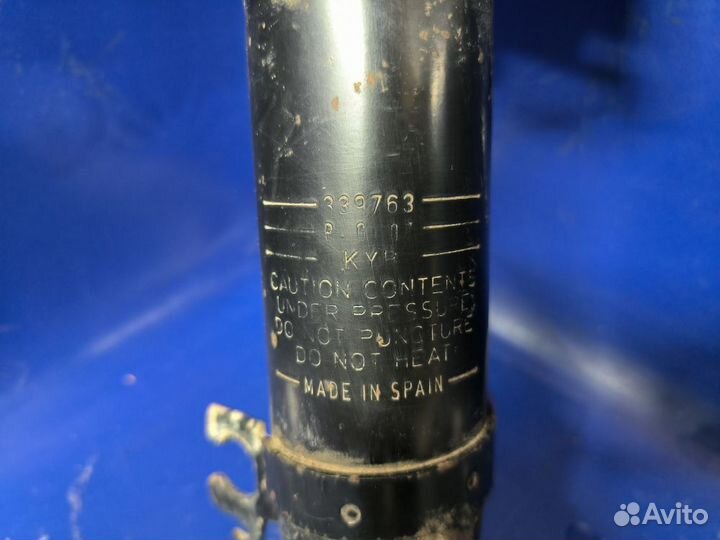 339763
KYB
CAUTION CONTENTS
UNDER PRESSURE
DO NOT PUNCTURE
DO NOT HEAT
MADE IN SPAIN
Avito